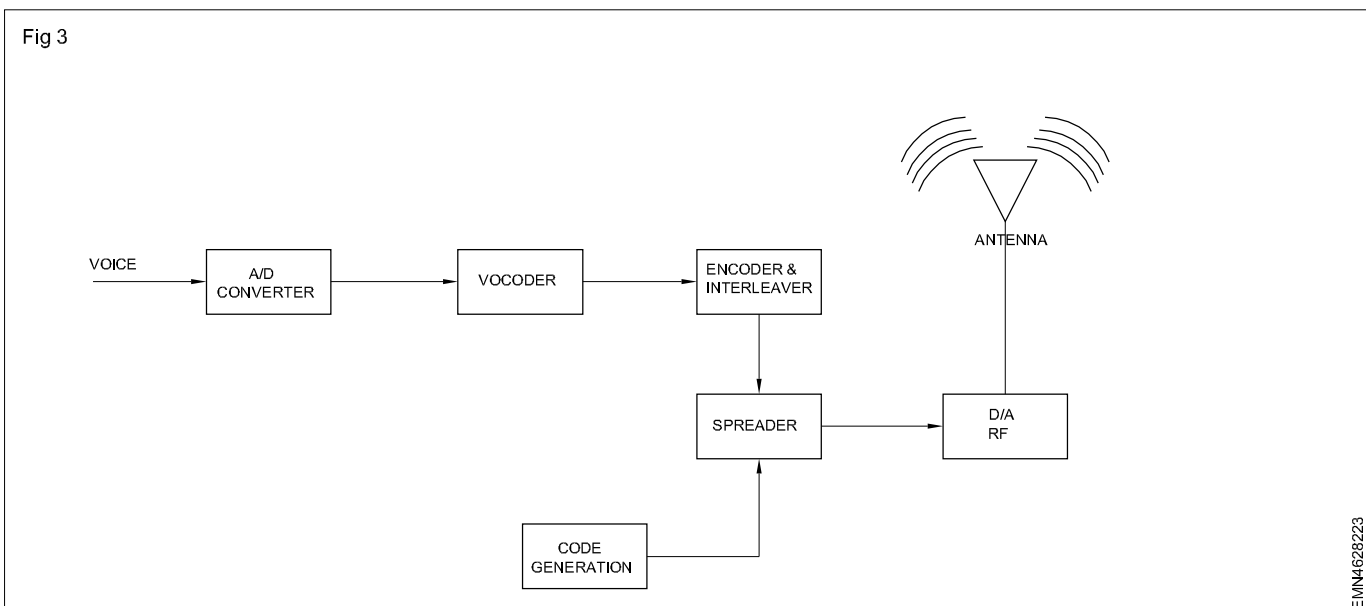 Fig 3
VOICE
A/D
CONVERTER
VOCODER
ENCODER &
INTERLEAVER
ANTENNA
SPREADER
D/A
RF
CODE
GENERATION
EMN4628223